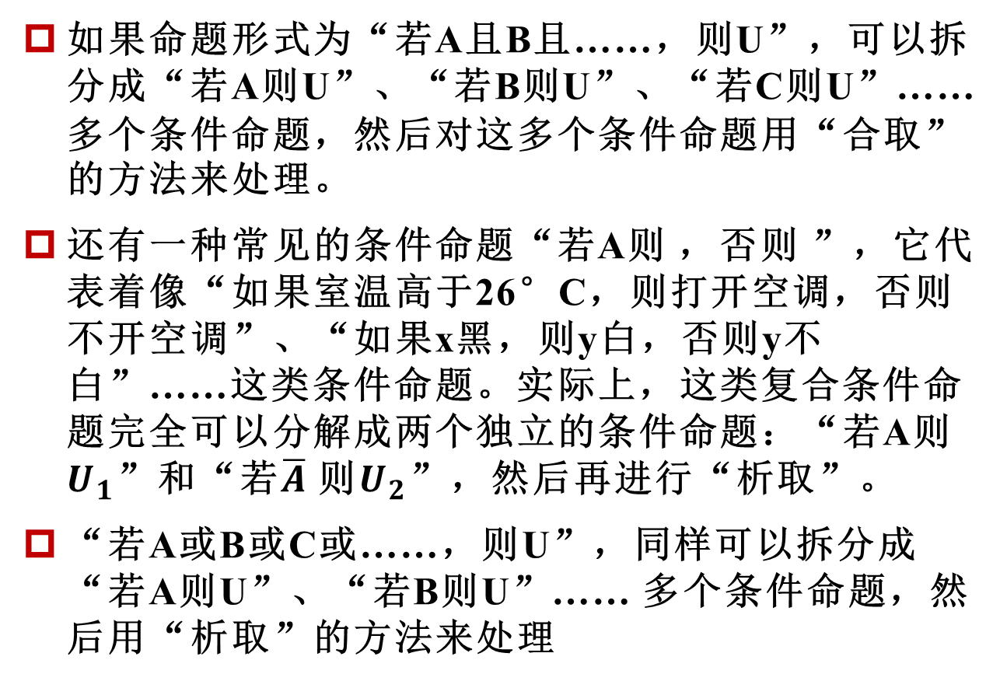 如果命题形式为“若A且B且……，则U”，可以拆
分成“若A则U”、“若B则U”、“若C则U”……
多个条件命题，然后对这多个条件命题用“合取”
的方法来处理。
还有一种常见的条件命题“若A则 ，否则 ”，它代
表着像“如果室温高于26°C，则打开空调，否则
不开空调”、“如果x黑，则y白，否则y不
白”……这类条件命题。实际上，这类复合条件命
题完全可以分解成两个独立的条件命题：“若A则
U₁”和“若A̅ 则U₂”，然后再进行“析取”。
“若A或B或C或……，则U”，同样可以拆分成
“若A则U”、“若B则U”…… 多个条件命题，然
后用“析取”的方法来处理